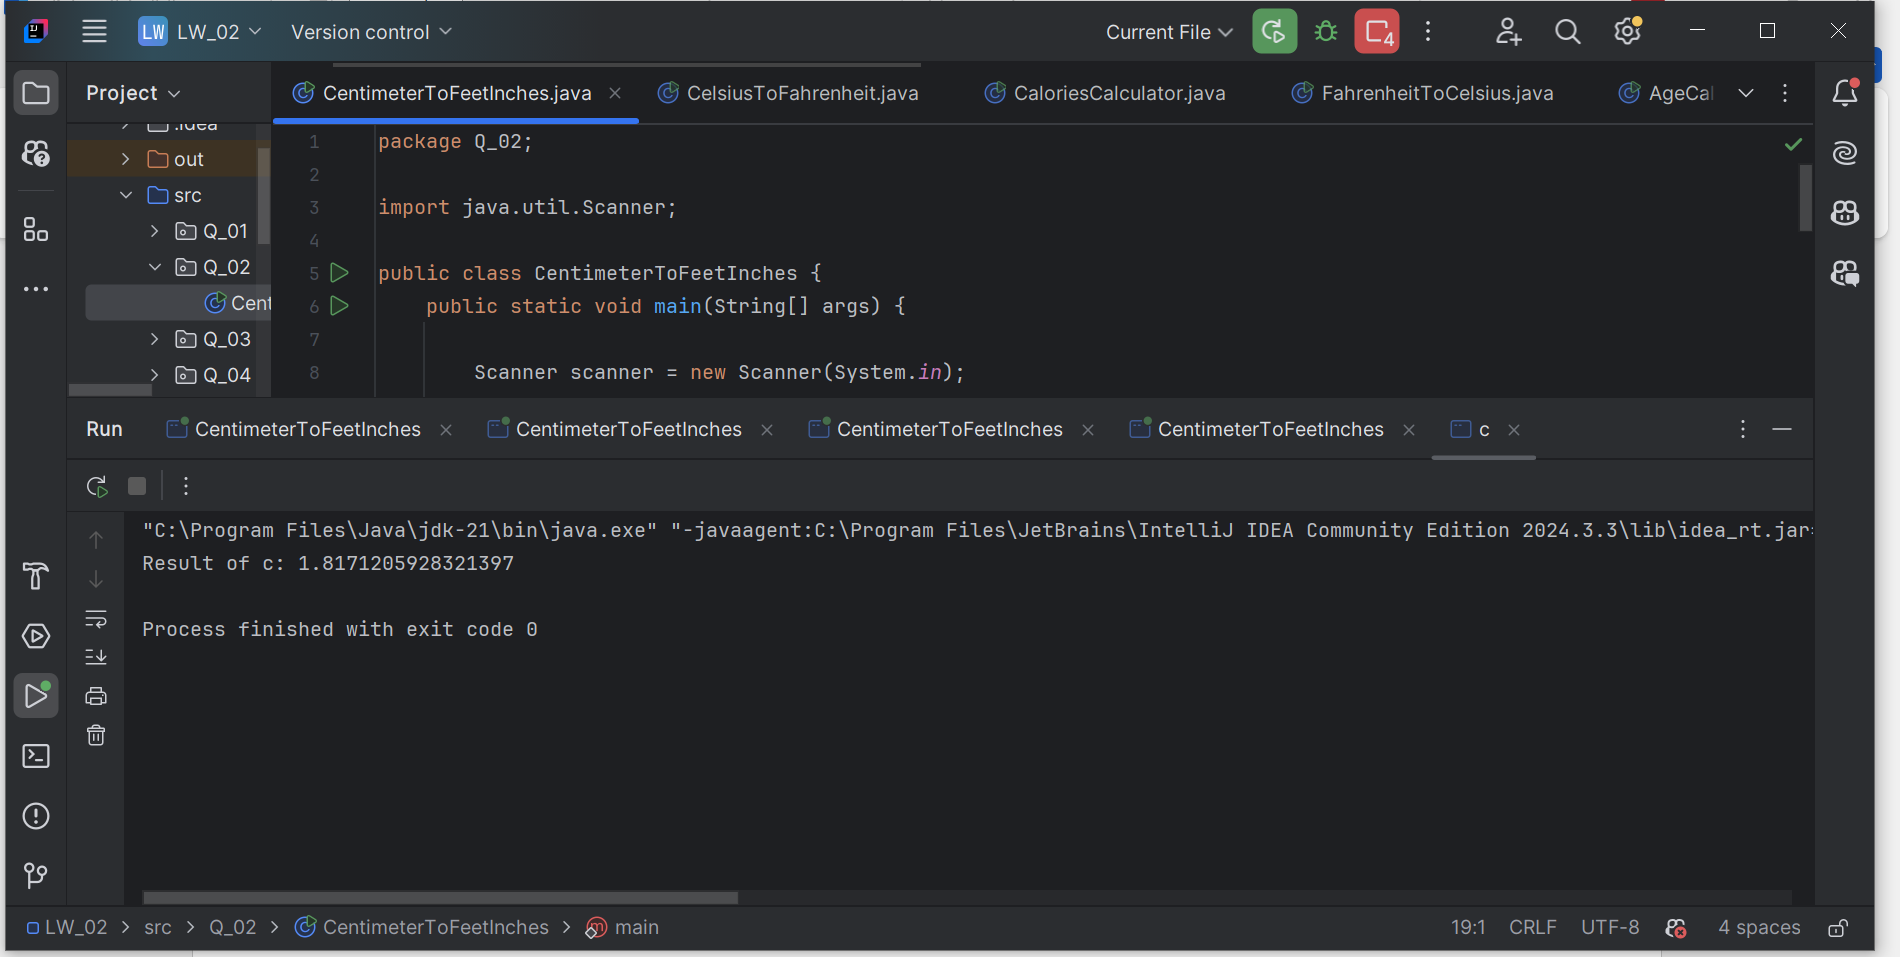 LW LW_02 Version control Current File 4
Project CentimeterToFeetInches.java CelsiusToFahrenheit.java CaloriesCalculator.java FahrenheitToCelsius.java AgeCal
.idea
out
src
Q_01
Q_02
Cent
Q_03
Q_04
1 package Q_02;
2
3 import java.util.Scanner;
4
5 public class CentimeterToFeetInches {
6 public static void main(String[] args) {
7
8 Scanner scanner = new Scanner(System.in);
Run CentimeterToFeetInches CentimeterToFeetInches CentimeterToFeetInches CentimeterToFeetInches c
"C:\Program Files\Java\jdk-21\bin\java.exe" "-javaagent:C:\Program Files\JetBrains\IntelliJ IDEA Community Edition 2024.3.3\lib\idea_rt.jar=
Result of c: 1.8171205928321397
Process finished with exit code 0
LW_02 src Q_02 CentimeterToFeetInches main 19:1 CRLF UTF-8 4 spaces